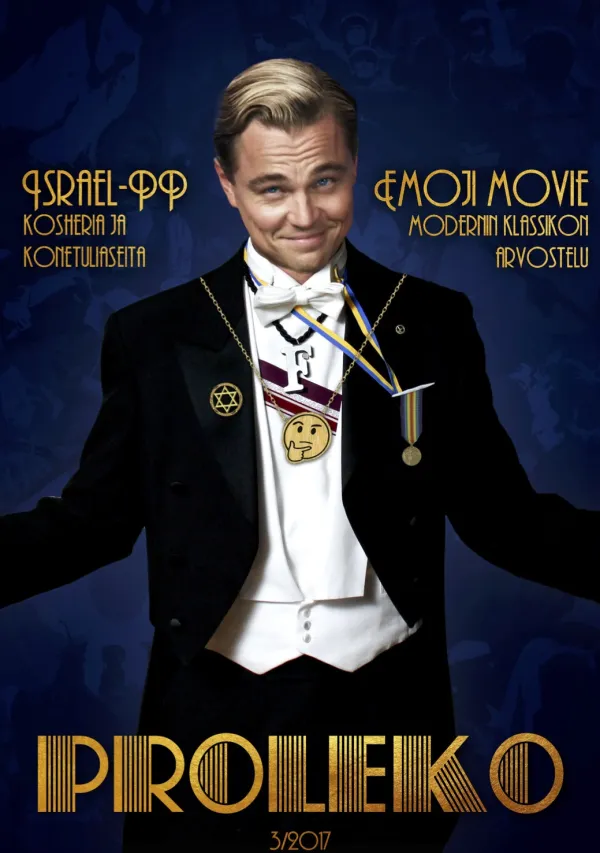 ISRAEL-PP
KOSHERIA JA
KONETULIASEITA
EMOJI MOVIE
MODERNIN KLASSIKON
ARVOSTELU
F
PROLEKO
3/2017